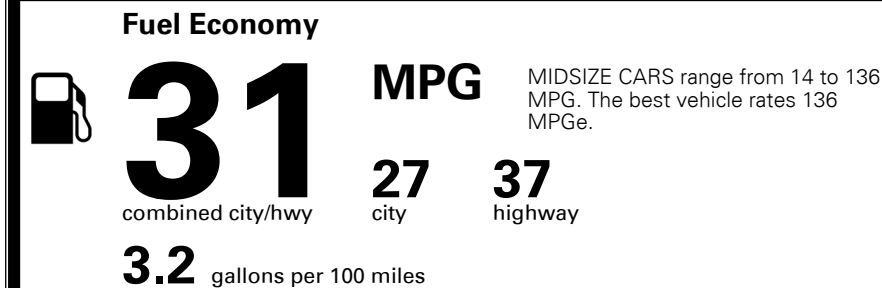 Fuel Economy
31
MPG
MIDSIZE CARS range from 14 to 136
MPG. The best vehicle rates 136
MPGe.
27 37
combined city/hwy city highway
3.2 gallons per 100 miles